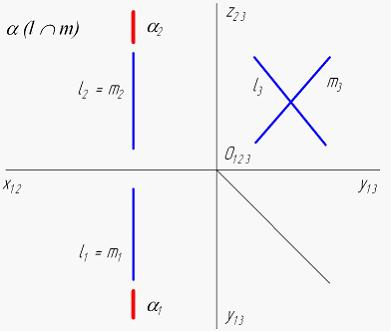 α (l ∩ m)
α₂
z₂₃
l₂ = m₂
l₃
m₃
O₁₂₃
x₁₂
y₁₃
l₁ = m₁
α₁
y₁₃